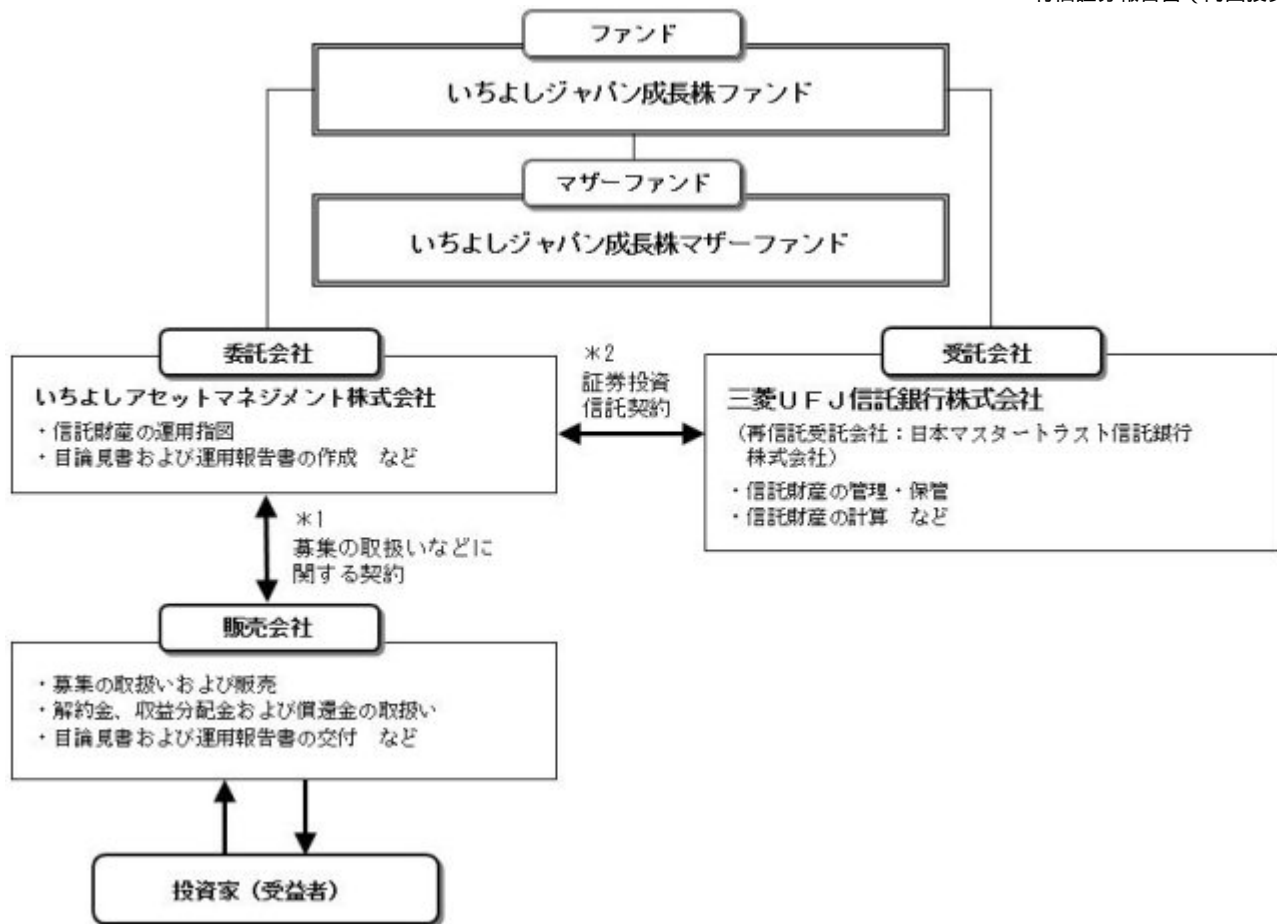 ファンド
いちよしジャパン成長株ファンド
マザーファンド
いちよしジャパン成長株マザーファンド
委託会社
いちよしアセットマネジメント株式会社
・信託財産の運用指図
・目論見書および運用報告書の作成　など
＊2
証券投資
信託契約
受託会社
三菱ＵＦＪ信託銀行株式会社
（再信託受託会社：日本マスタートラスト信託銀行
株式会社）
・信託財産の管理・保管
・信託財産の計算　など
＊1
募集の取扱いなどに
関する契約
販売会社
・募集の取扱いおよび販売
・解約金、収益分配金および償還金の取扱い
・目論見書および運用報告書の交付　など
投資家（受益者）